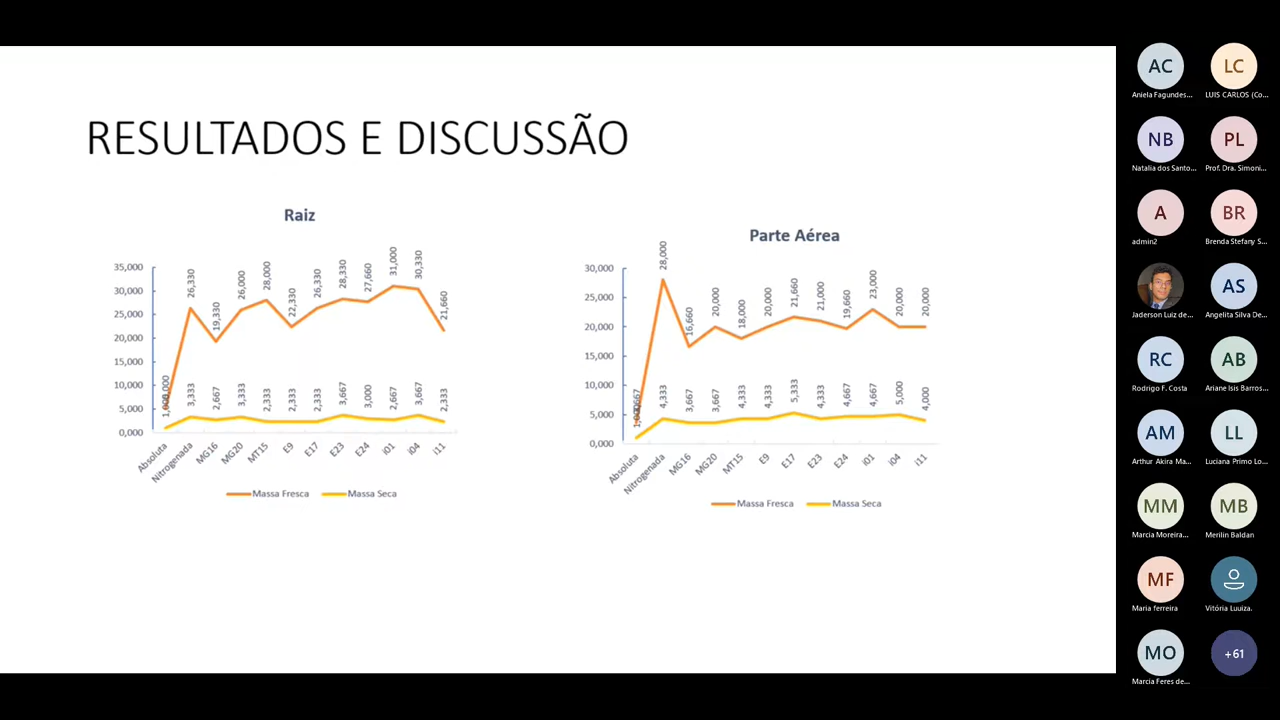 RESULTADOS E DISCUSSÃO
Raiz
35,000
30,000
25,000
20,000
15,000
10,000
5,000
0,000
26,330
19,330
26,000
28,000
22,330
26,330
28,330
27,660
31,000
30,330
21,660
3,333
2,667
3,333
2,333
2,333
2,333
3,667
3,000
2,667
3,667
2,333
Absoluta
Nitrogenada
MG16
MG20
MT15
E9
E17
E23
E24
i01
i04
i11
Massa Fresca
Massa Seca
Parte Aérea
30,000
25,000
20,000
15,000
10,000
5,000
0,000
28,000
16,660
20,000
18,000
20,000
21,660
21,000
19,660
23,000
20,000
20,000
4,333
3,667
3,667
4,333
4,333
5,333
4,333
4,667
4,667
5,000
4,000
Absoluta
Nitrogenada
MG16
MG20
MT15
E9
E17
E23
E24
i01
i04
i11
Massa Fresca
Massa Seca
AC
LC
Aniela Fagundes...
LUIS CARLOS (Co...
NB
PL
Natalia dos Santo...
Prof. Dra. Simoni...
A
BR
admin2
Brenda Stefany S...
AS
Jaderson Luiz de...
Angelita Silva De...
RC
AB
Rodrigo F. Costa
Ariane Isis Barros...
AM
LL
Arthur Akira Ma...
Luciana Primo Lo...
MM
MB
Marcia Moreira...
Merilin Baldan
MF
Maria ferreira
Vitória Luuiza.
MO
+61
Marcia Feres de...